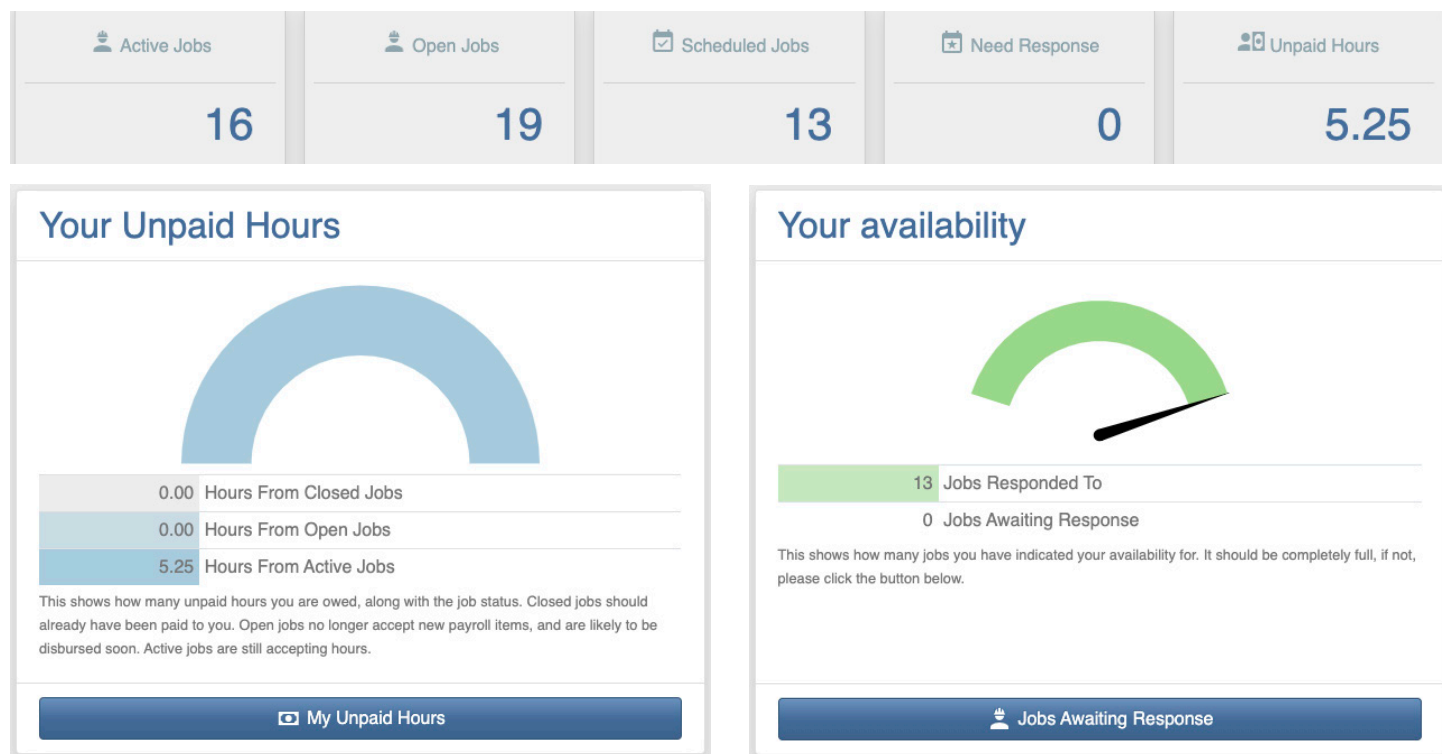 Active Jobs
Open Jobs
Scheduled Jobs
Need Response
Unpaid Hours
16
19
13
0
5.25
Your Unpaid Hours
0.00 Hours From Closed Jobs
0.00 Hours From Open Jobs
5.25 Hours From Active Jobs
This shows how many unpaid hours you are owed, along with the job status. Closed jobs should
already have been paid to you. Open jobs no longer accept new payroll items, and are likely to be
disbursed soon. Active jobs are still accepting hours.
My Unpaid Hours
Your availability
13 Jobs Responded To
0 Jobs Awaiting Response
This shows how many jobs you have indicated your availability for. It should be completely full, if not,
please click the button below.
Jobs Awaiting Response